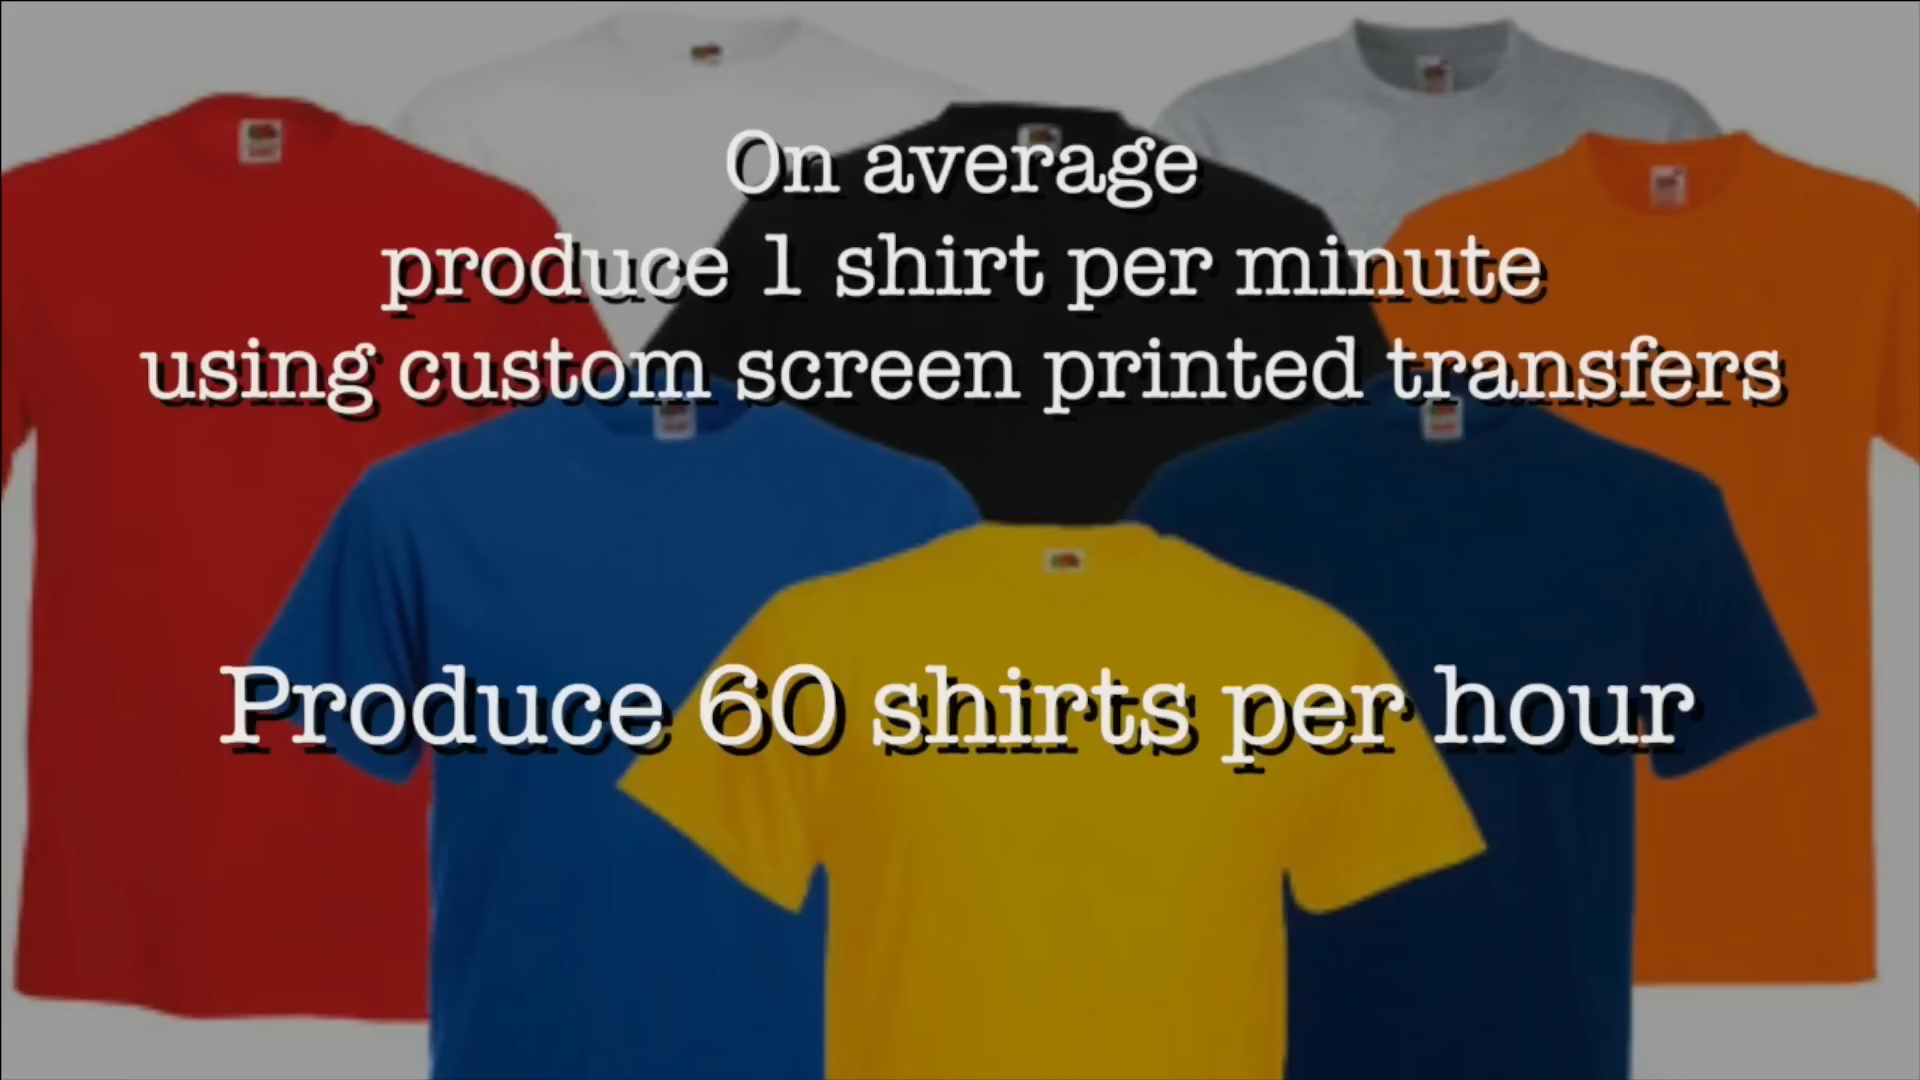 On average
produce 1 shirt per minute
using custom screen printed transfers
Produce 60 shirts per hour